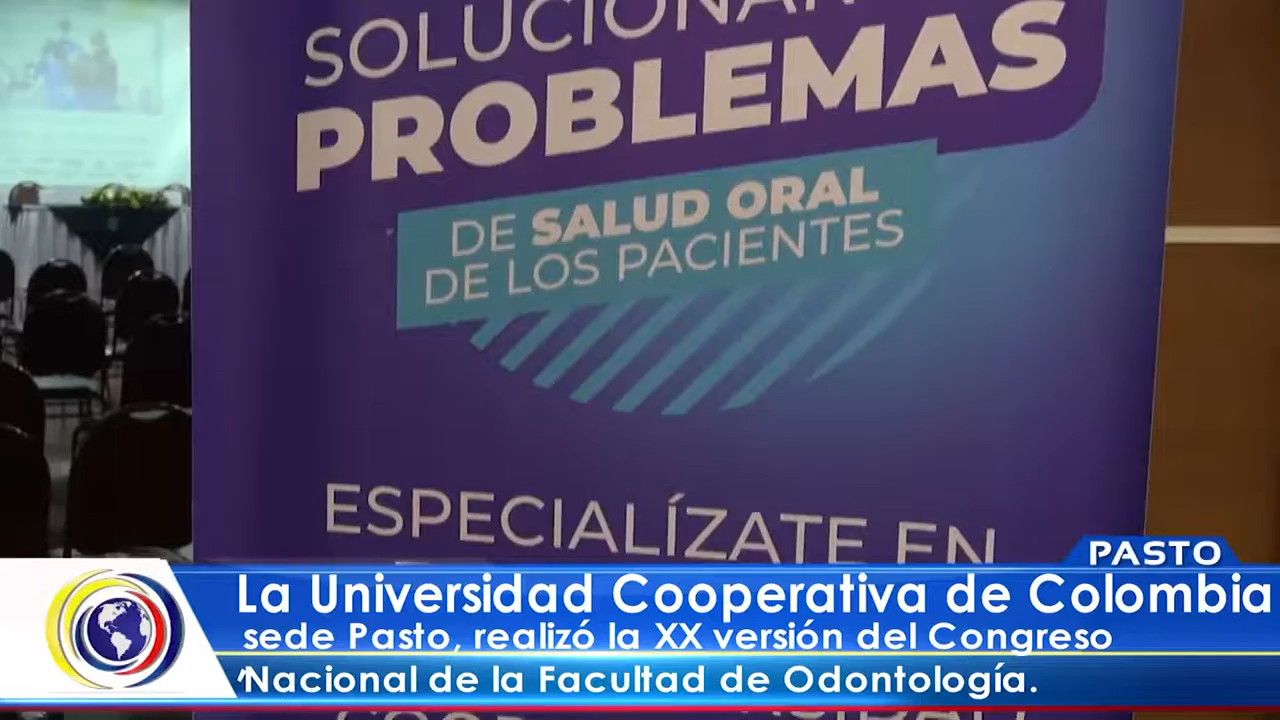 SOLUCIONAN
PROBLEMAS
DE SALUD ORAL
DE LOS PACIENTES
ESPECIALÍZATE EN
PASTO
La Universidad Cooperativa de Colombia
sede Pasto, realizó la XX versión del Congreso
Nacional de la Facultad de Odontología.